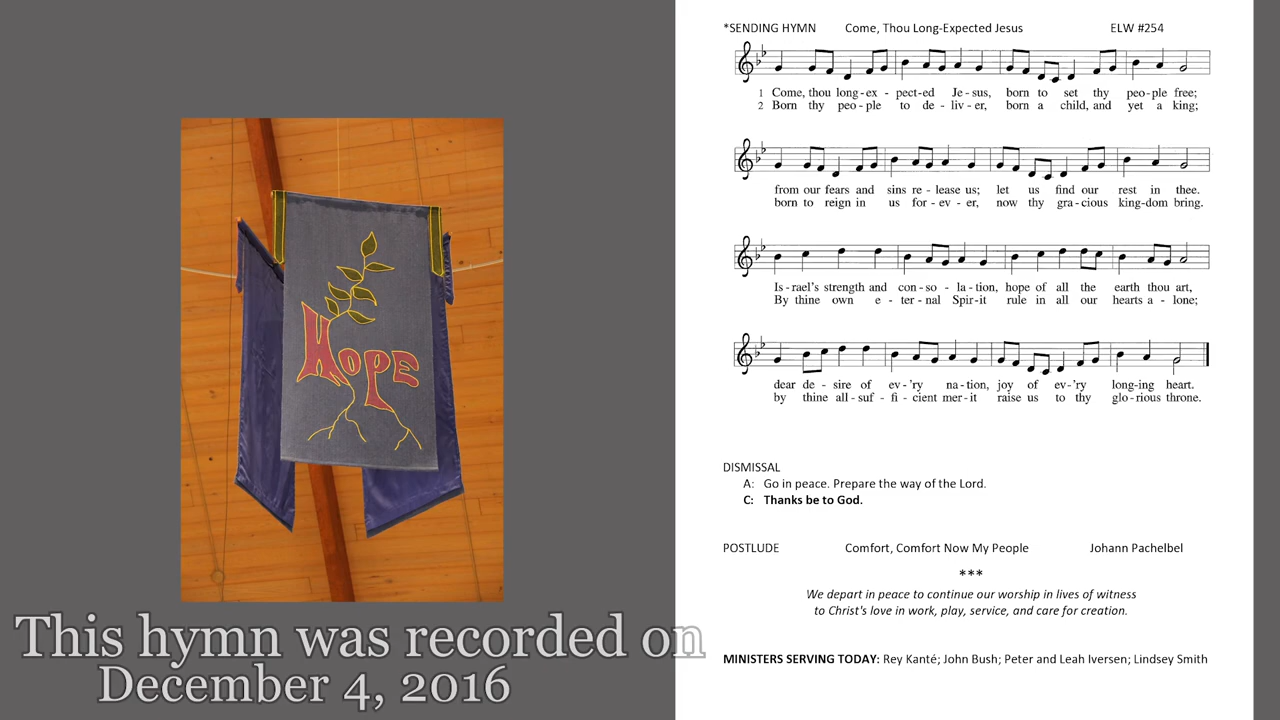 HOPE
This hymn was recorded on
December 4, 2016
*SENDING HYMN Come, Thou Long-Expected Jesus ELW #254
1 Come, thou long - ex - pect - ed Je - sus, born to set thy peo - ple free;
2 Born thy peo - ple to de - liv - er, born a child, and yet a king;
from our fears and sins re - lease us; let us find our rest in thee.
born to reign in us for - ev - er, now thy gra - cious king - dom bring.
Is - rael's strength and con - so - la - tion, hope of all the earth thou art,
By thine own e - ter - nal Spir - it rule in all our hearts a - lone;
dear de - sire of ev - 'ry na - tion, joy of ev - 'ry long - ing heart.
by thine all - suf - fi - cient mer - it raise us to thy glo - rious throne.
DISMISSAL
A: Go in peace. Prepare the way of the Lord.
C: Thanks be to God.
POSTLUDE Comfort, Comfort Now My People Johann Pachelbel
***
We depart in peace to continue our worship in lives of witness
to Christ's love in work, play, service, and care for creation.
MINISTERS SERVING TODAY: Rey Kanté; John Bush; Peter and Leah Iversen; Lindsey Smith